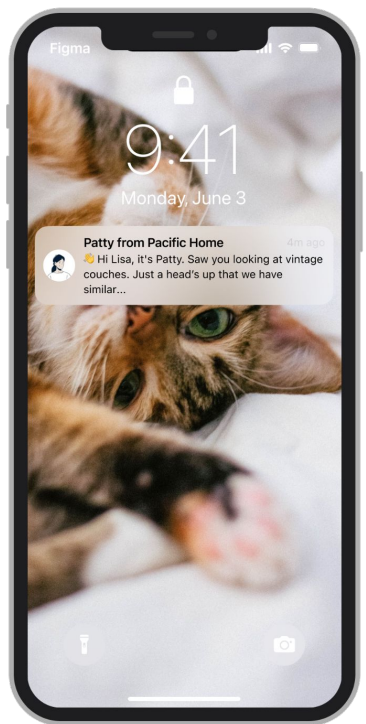 Figma
9:41
Monday, June 3
Patty from Pacific Home 4m ago
👋 Hi Lisa, it's Patty. Saw you looking at vintage
couches. Just a head's up that we have
similar...